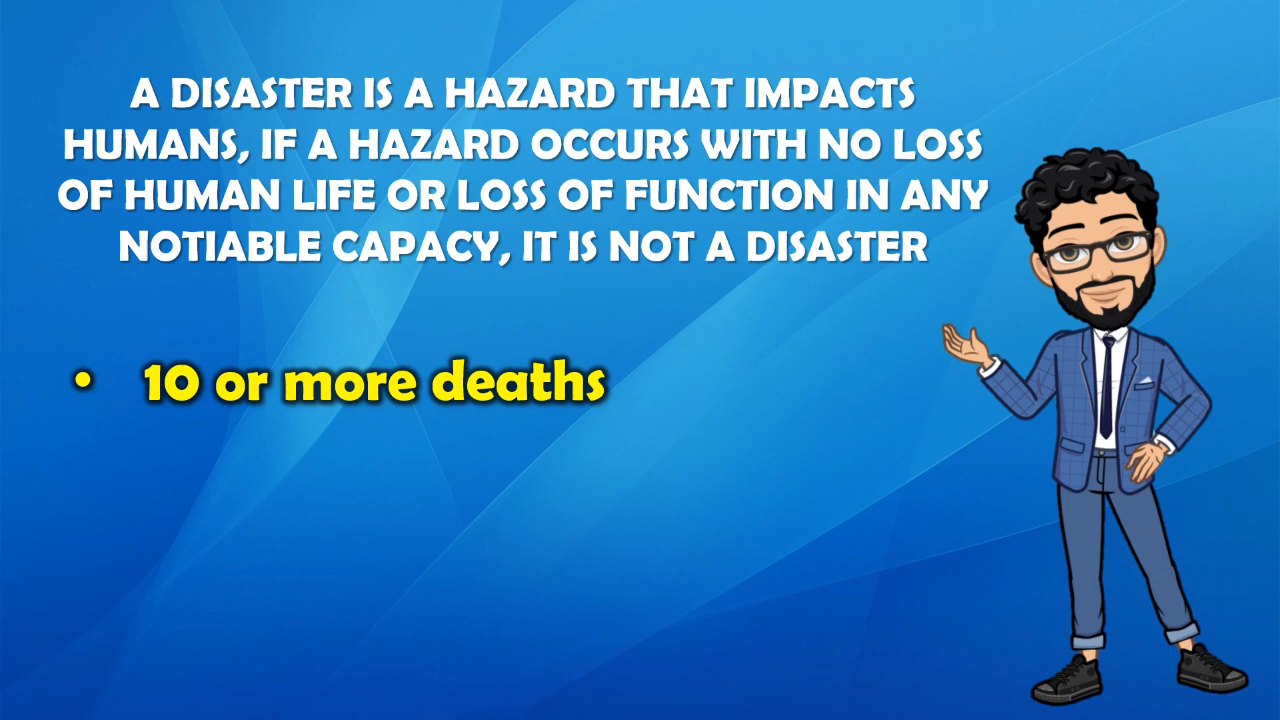 A DISASTER IS A HAZARD THAT IMPACTS
HUMANS, IF A HAZARD OCCURS WITH NO LOSS
OF HUMAN LIFE OR LOSS OF FUNCTION IN ANY
NOTIABLE CAPACY, IT IS NOT A DISASTER
• 10 or more deaths